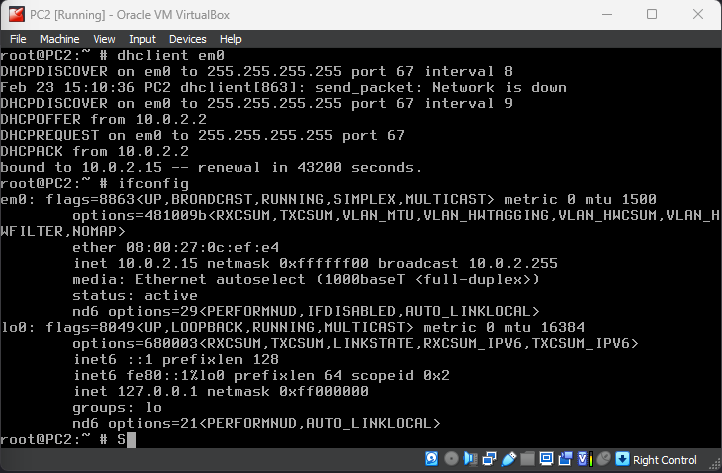 PC2 [Running] - Oracle VM VirtualBox
File Machine View Input Devices Help
root@PC2:~ # dhclient em0
DHCPDISCOVER on em0 to 255.255.255.255 port 67 interval 8
Feb 23 15:10:36 PC2 dhclient[863]: send_packet: Network is down
DHCPDISCOVER on em0 to 255.255.255.255 port 67 interval 9
DHCPOFFER from 10.0.2.2
DHCPREQUEST on em0 to 255.255.255.255 port 67
DHCPACK from 10.0.2.2
bound to 10.0.2.15 -- renewal in 43200 seconds.
root@PC2:~ # ifconfig
em0: flags=8863<UP,BROADCAST,RUNNING,SIMPLEX,MULTICAST> metric 0 mtu 1500
options=481009b<RXCSUM,TXCSUM,VLAN_MTU,VLAN_HWTAGGING,VLAN_HWCSUM,VLAN_H
WFILTER,NOMAP>
ether 08:00:27:0c:ef:e4
inet 10.0.2.15 netmask 0xffffff00 broadcast 10.0.2.255
media: Ethernet autoselect (1000baseT <full-duplex>)
status: active
nd6 options=29<PERFORMNUD,IFDISABLED,AUTO_LINKLOCAL>
lo0: flags=8049<UP,LOOPBACK,RUNNING,MULTICAST> metric 0 mtu 16384
options=680003<RXCSUM,TXCSUM,LINKSTATE,RXCSUM_IPV6,TXCSUM_IPV6>
inet6 ::1 prefixlen 128
inet6 fe80::1%lo0 prefixlen 64 scopeid 0x2
inet 127.0.0.1 netmask 0xff000000
groups: lo
nd6 options=21<PERFORMNUD,AUTO_LINKLOCAL>
root@PC2:~ # S
Right Control